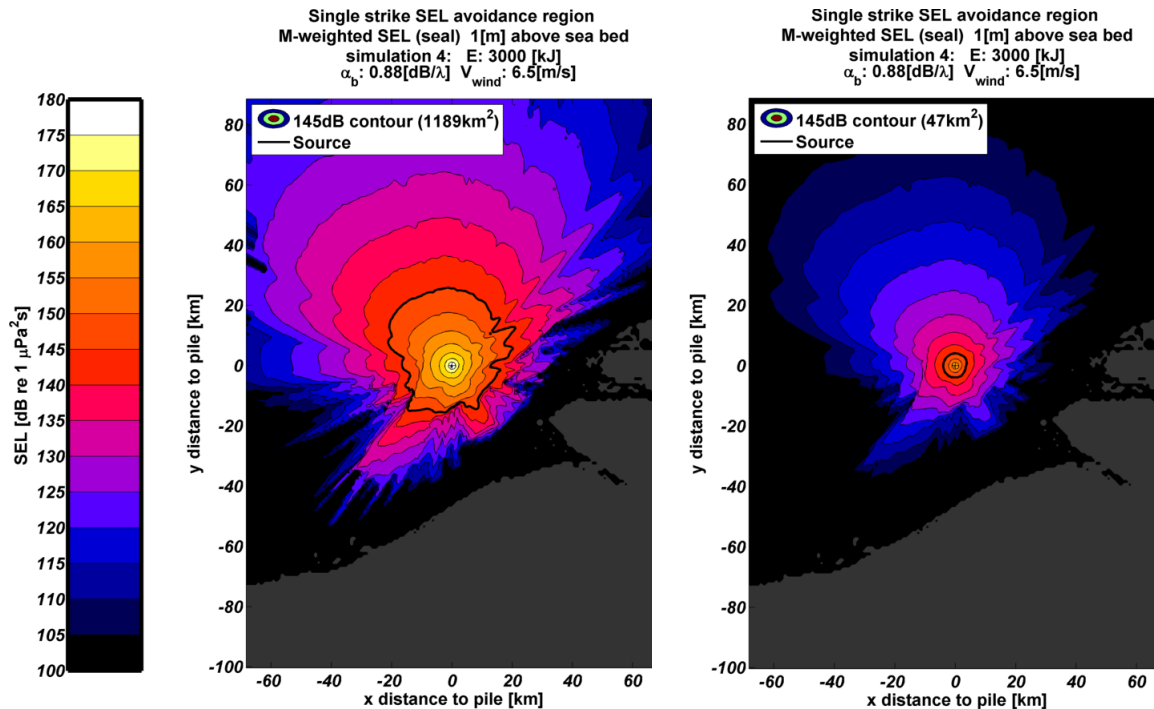 Single strike SEL avoidance region
M-weighted SEL (seal) 1[m] above sea bed
simulation 4: E: 3000 [kJ]
α_b: 0.88[dB/λ] V_wind: 6.5[m/s]
180
175
170
165
160
155
150
145
140
135
130
125
120
115
110
105
100
SEL [dB re 1 μPa²s]
145dB contour (1189km²)
Source
80
60
40
20
0
-20
-40
-60
-80
-100
y distance to pile [km]
-60 -40 -20 0 20 40 60
x distance to pile [km]
Single strike SEL avoidance region
M-weighted SEL (seal) 1[m] above sea bed
simulation 4: E: 3000 [kJ]
α_b: 0.88[dB/λ] V_wind: 6.5[m/s]
145dB contour (47km²)
Source
80
60
40
20
0
-20
-40
-60
-80
-100
y distance to pile [km]
-60 -40 -20 0 20 40 60
x distance to pile [km]